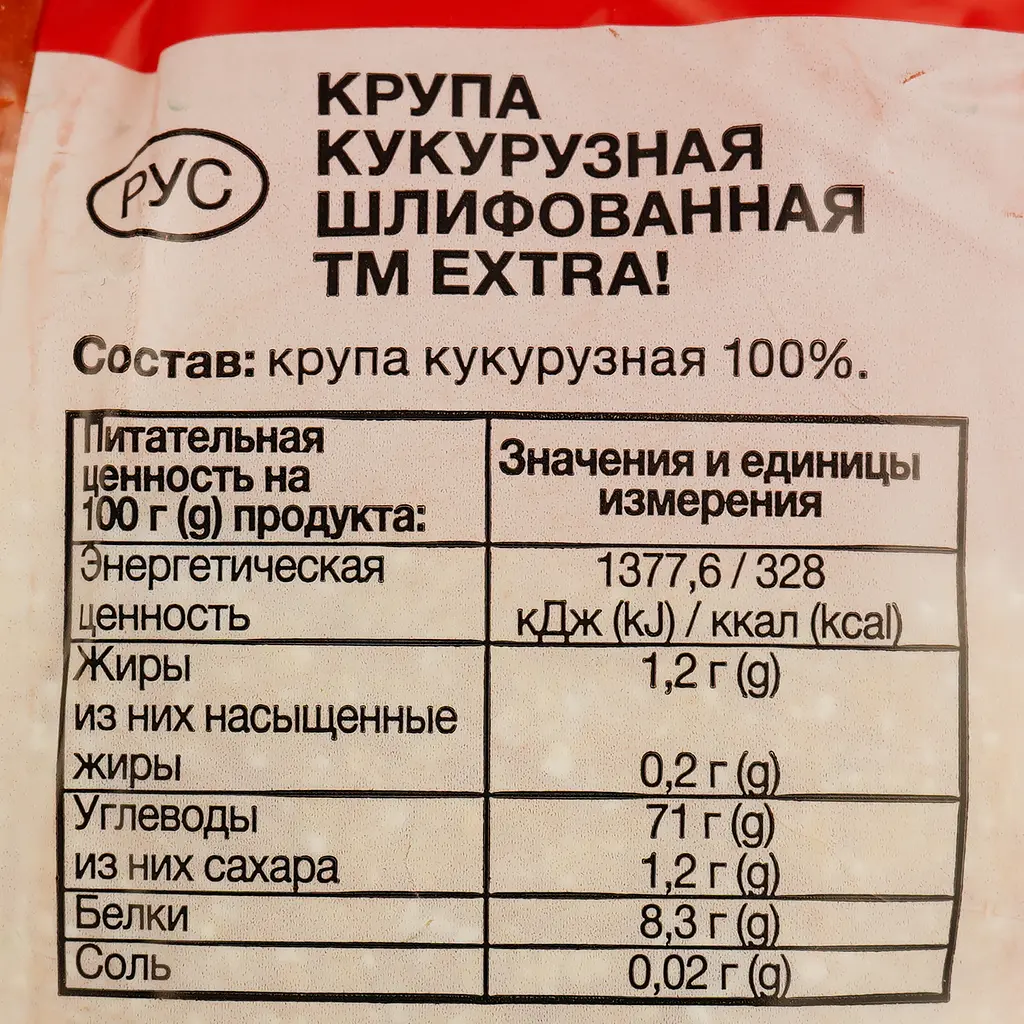 РУС
КРУПА
КУКУРУЗНАЯ
ШЛИФОВАННАЯ
ТМ EXTRA!
Состав: крупа кукурузная 100%.
Питательная
ценность на
100 г (g) продукта:
Значения и единицы
измерения
Энергетическая
ценность
1377,6 / 328
кДж (kJ) / ккал (kcal)
Жиры 1,2 г (g)
из них насыщенные
жиры 0,2 г (g)
Углеводы 71 г (g)
из них сахара 1,2 г (g)
Белки 8,3 г (g)
Соль 0,02 г (g)